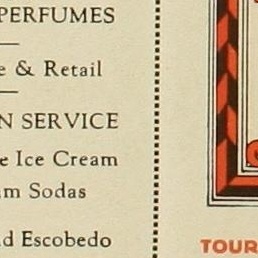 PERFUMES
e & Retail
N SERVICE
e Ice Cream
m Sodas
d Escobedo
TOUR